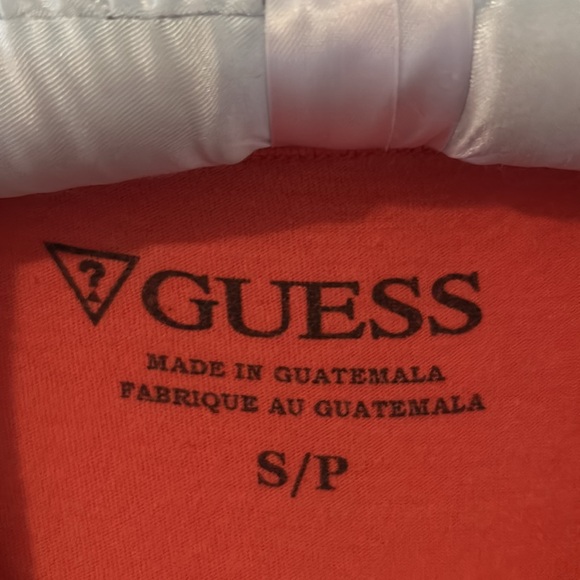 ? GUESS
MADE IN GUATEMALA
FABRIQUE AU GUATEMALA
S/P